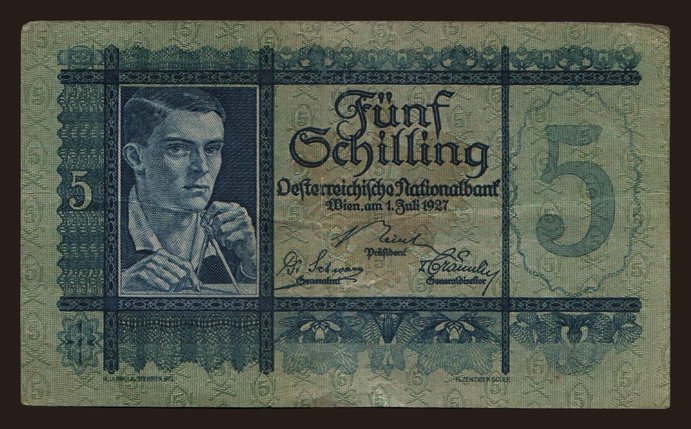 Fünf
Schilling
Oesterreichische Nationalbank
Wien, am 1. Juli 1927
Präsident
Generalrat
Generaldirektor
5
5